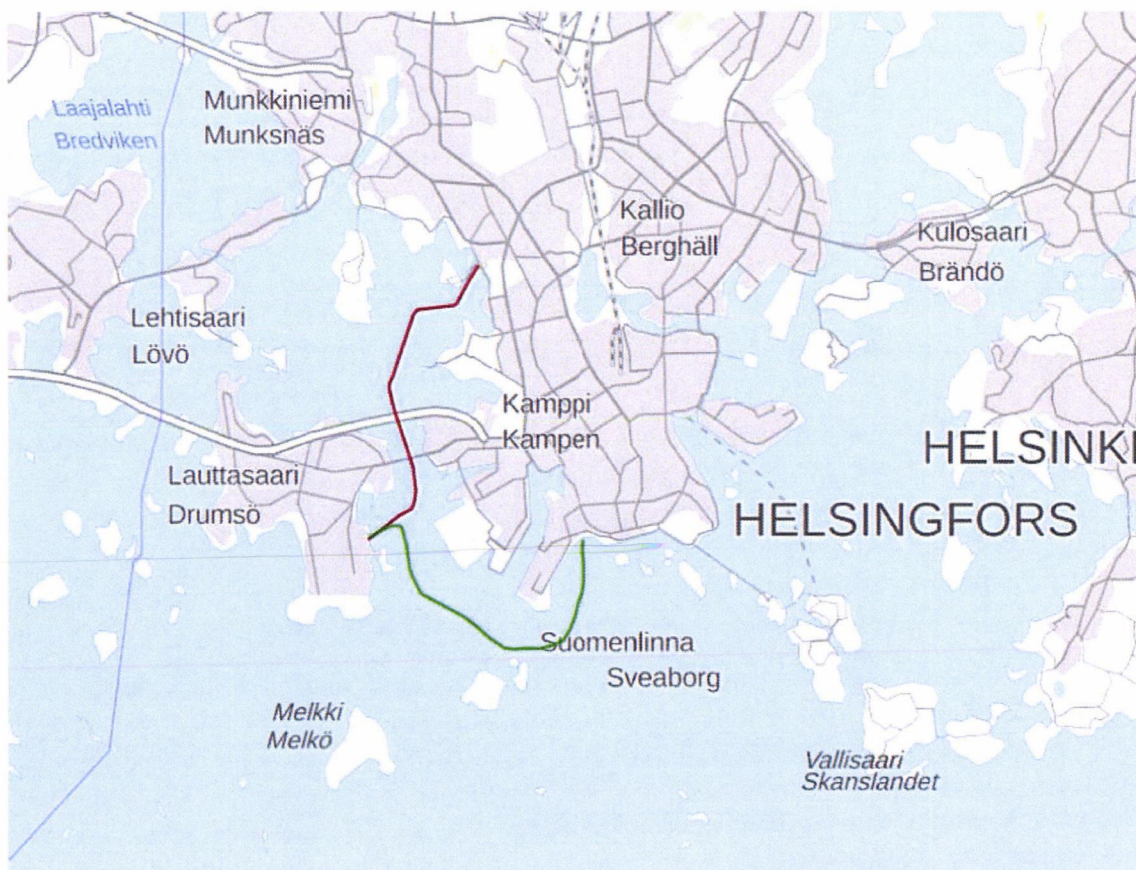 Laajalahti
Bredviken
Munkkiniemi
Munksnäs
Kallio
Berghäll
Kulosaari
Brändö
Lehtisaari
Lövö
Kamppi
Kampen
HELSINKI
HELSINGFORS
Lauttasaari
Drumsö
Suomenlinna
Sveaborg
Melkki
Melkö
Vallisaari
Skanslandet